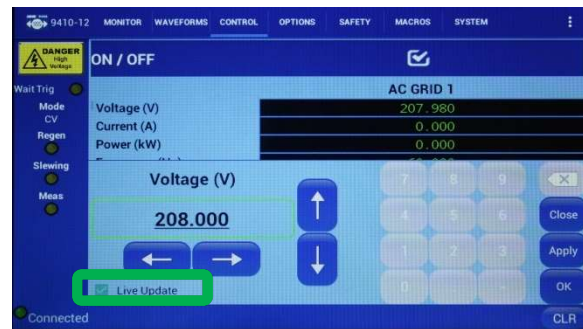 9410-12 MONITOR WAVEFORMS CONTROL OPTIONS SAFETY MACROS SYSTEM
DANGER
High
Voltage
ON / OFF
Wait Trig
AC GRID 1
Mode
CV
Voltage (V) 207.980
Current (A) 0.000
Regen
Power (kW) 0.000
Slewing
Voltage (V)
7 8 9
Meas
208.000
4 5 6
Close
1 2 3
Apply
Live Update
0
OK
Connected
CLR